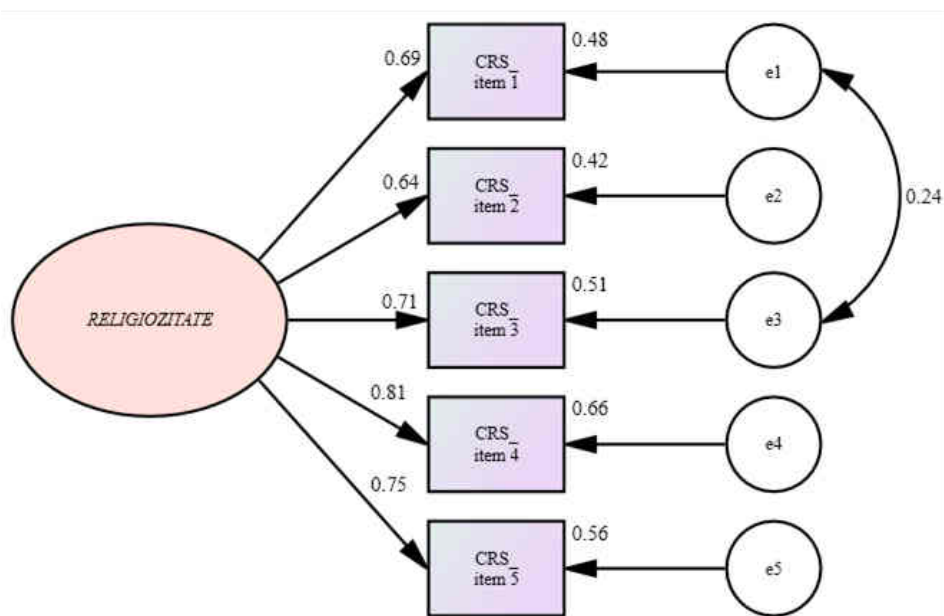 0.69
CRS_
item 1
0.48
e1
0.64
CRS_
item 2
0.42
e2
0.24
RELIGIOZITATE
0.71
CRS_
item 3
0.51
e3
0.81
CRS_
item 4
0.66
e4
0.75
CRS_
item 5
0.56
e5